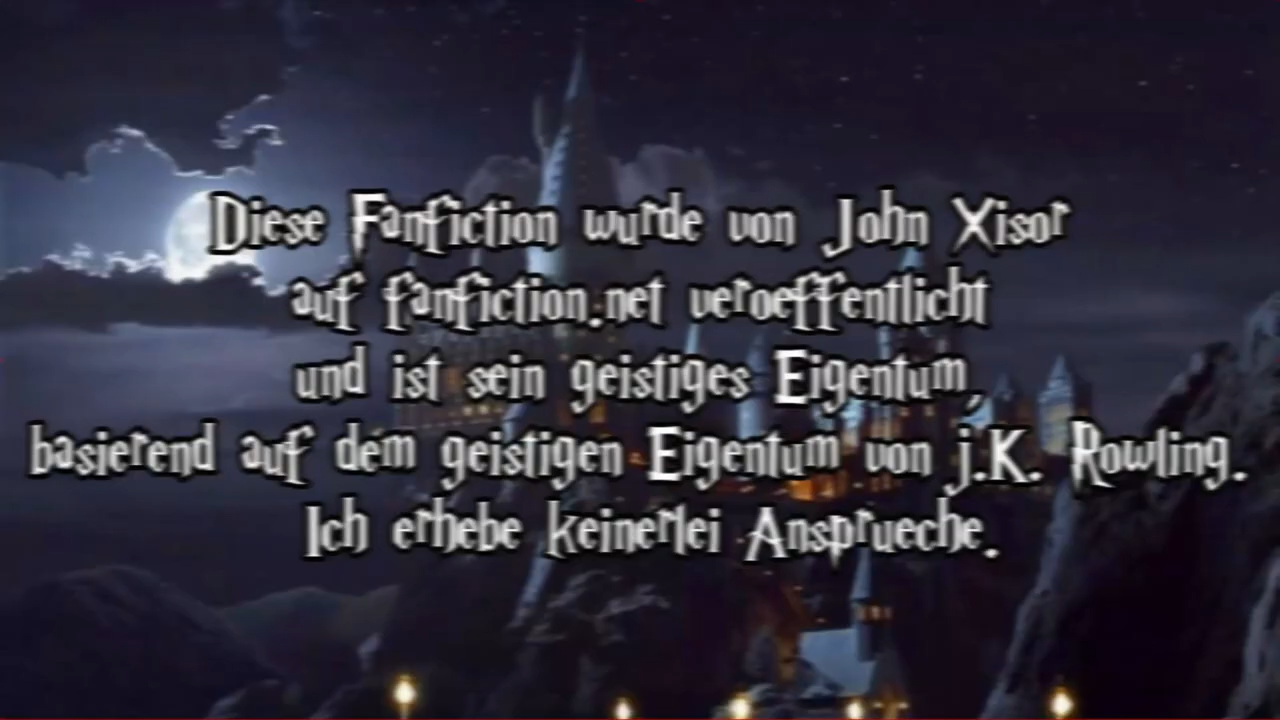 Diese Fanfiction wurde von John Xisor
auf fanfiction.net veroeffentlicht
und ist sein geistiges Eigentum,
basierend auf dem geistigen Eigentum von j.K. Rowling.
Ich erhebe keinerlei Ansprueche.